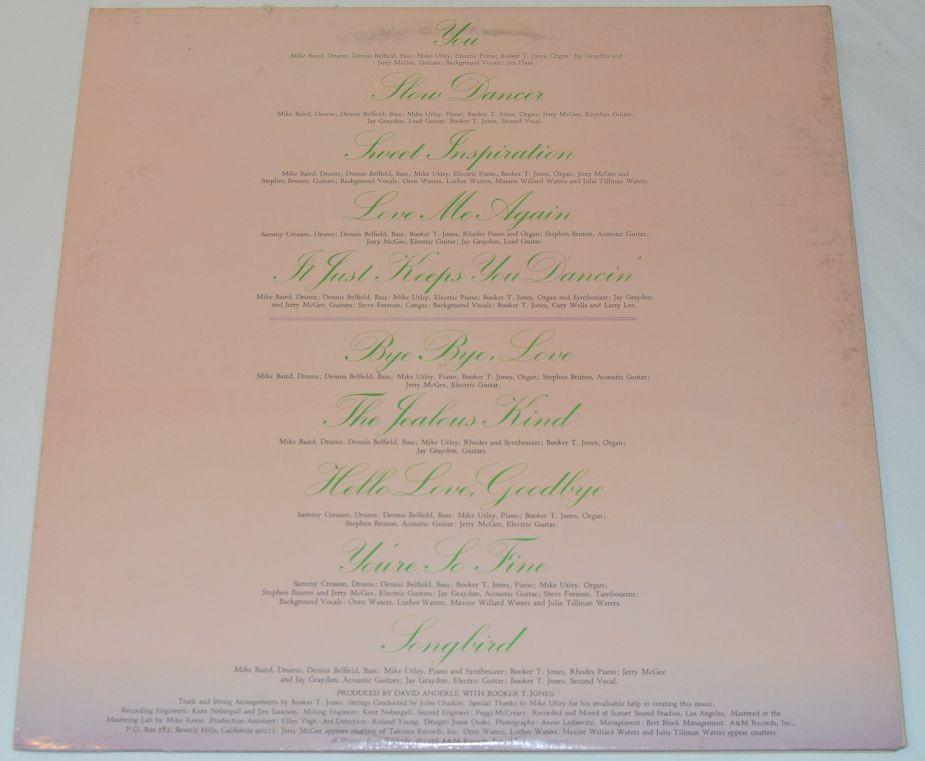 You
Mike Baird, Drums; Dennis Belfield, Bass; Mike Utley, Electric Piano; Booker T. Jones, Organ; Jay Graydon and
Jerry McGee, Guitars; Background Vocals: Jim Haas.
Slow Dancer
Mike Baird, Drums; Dennis Belfield, Bass; Mike Utley, Piano; Booker T. Jones, Organ; Jerry McGee, Rhythm Guitar;
Jay Graydon, Lead Guitar; Booker T. Jones, Second Vocal.
Sweet Inspiration
Mike Baird, Drums; Dennis Belfield, Bass; Mike Utley, Electric Piano; Booker T. Jones, Organ; Jerry McGee and
Stephen Bruton, Guitars; Background Vocals: Oren Waters, Luther Waters, Maxine Willard Waters and Julia Tillman Waters.
Love Me Again
Sammy Creason, Drums; Dennis Belfield, Bass; Booker T. Jones, Rhodes Piano and Organ; Stephen Bruton, Acoustic Guitar;
Jerry McGee, Electric Guitar; Jay Graydon, Lead Guitar.
It Just Keeps You Dancin'
Mike Baird, Drums; Dennis Belfield, Bass; Mike Utley, Electric Piano; Booker T. Jones, Organ and Synthesizer; Jay Graydon
and Jerry McGee, Guitars; Steve Forman, Congas; Background Vocals: Booker T. Jones, Cory Wells and Larry Lee.
Bye Bye, Love
Mike Baird, Drums; Dennis Belfield, Bass; Mike Utley, Piano; Booker T. Jones, Organ; Stephen Bruton, Acoustic Guitar;
Jerry McGee, Electric Guitar.
The Jealous Kind
Mike Baird, Drums; Dennis Belfield, Bass; Mike Utley, Rhodes and Synthesizer; Booker T. Jones, Organ;
Jay Graydon, Guitars.
Hello Love, Goodbye
Sammy Creason, Drums; Dennis Belfield, Bass; Mike Utley, Piano; Booker T. Jones, Organ;
Stephen Bruton, Acoustic Guitar; Jerry McGee, Electric Guitar.
You're So Fine
Sammy Creason, Drums; Dennis Belfield, Bass; Booker T. Jones, Piano; Mike Utley, Organ;
Stephen Bruton and Jerry McGee, Electric Guitars; Jay Graydon, Acoustic Guitar; Steve Forman, Tambourine;
Background Vocals: Oren Waters, Luther Waters, Maxine Willard Waters and Julia Tillman Waters.
Songbird
Mike Baird, Drums; Dennis Belfield, Bass; Mike Utley, Piano and Synthesizer; Booker T. Jones, Rhodes Piano; Jerry McGee
and Jay Graydon, Acoustic Guitars; Jay Graydon, Electric Guitar; Booker T. Jones, Second Vocal.
PRODUCED BY DAVID ANDERLE WITH BOOKER T. JONES.
Track and String Arrangements by Booker T. Jones. Strings Conducted by Jules Chaikin. Special Thanks to Mike Utley for his invaluable help in creating this music.
Recording Engineers: Kent Nebergall and Jim Isaacson. Mixing Engineer: Kent Nebergall. Second Engineer: Peggy McCreary. Recorded and Mixed at Sunset Sound Studios, Los Angeles. Mastered at the
Mastering Lab by Mike Reese. Production Assistant: Ellen Vogt. Art Direction: Roland Young. Design: Junie Osaki. Photography: Annie Leibovitz. Management: Bert Block Management. A&M Records, Inc.,
P.O. Box 782, Beverly Hills, California 90213. Jerry McGee appears courtesy of Takoma Records, Inc. Oren Waters, Luther Waters, Maxine Willard Waters and Julia Tillman Waters appear courtesy
of A&M Records